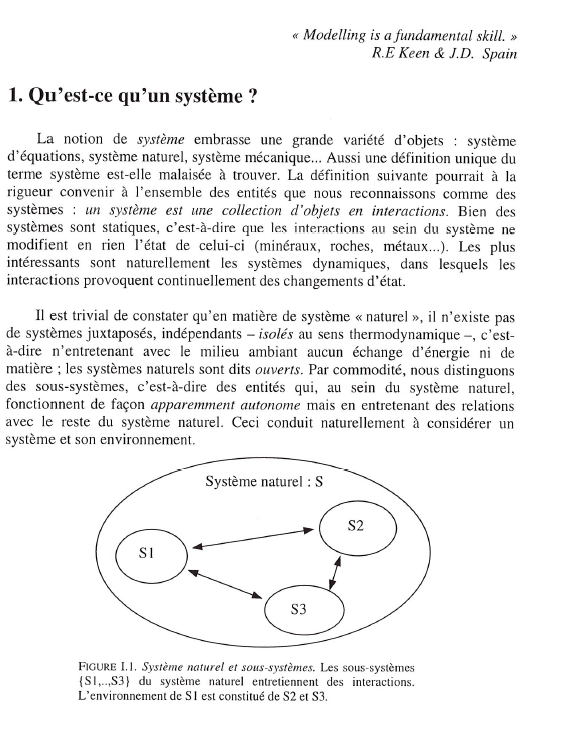 « Modelling is a fundamental skill. »
R.E Keen & J.D. Spain
1. Qu'est-ce qu'un système ?
La notion de système embrasse une grande variété d'objets : système
d'équations, système naturel, système mécanique... Aussi une définition unique du
terme système est-elle malaisée à trouver. La définition suivante pourrait à la
rigueur convenir à l'ensemble des entités que nous reconnaissons comme des
systèmes : un système est une collection d'objets en interactions. Bien des
systèmes sont statiques, c'est-à-dire que les interactions au sein du système ne
modifient en rien l'état de celui-ci (minéraux, roches, métaux...). Les plus
intéressants sont naturellement les systèmes dynamiques, dans lesquels les
interactions provoquent continuellement des changements d'état.
Il est trivial de constater qu'en matière de système « naturel », il n'existe pas
de systèmes juxtaposés, indépendants – isolés au sens thermodynamique –, c'est-
à-dire n'entretenant avec le milieu ambiant aucun échange d'énergie ni de
matière ; les systèmes naturels sont dits ouverts. Par commodité, nous distinguons
des sous-systèmes, c'est-à-dire des entités qui, au sein du système naturel,
fonctionnent de façon apparemment autonome mais en entretenant des relations
avec le reste du système naturel. Ceci conduit naturellement à considérer un
système et son environnement.
Système naturel : S
S2
S1
S3
FIGURE I.1. Système naturel et sous-systèmes. Les sous-systèmes
{S1,..,S3} du système naturel entretiennent des interactions.
L'environnement de S1 est constitué de S2 et S3.